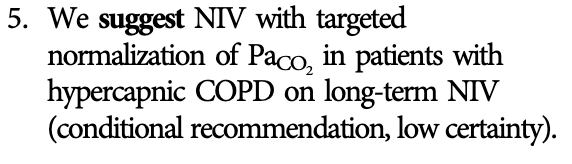 5. We suggest NIV with targeted
normalization of PaCO₂ in patients with
hypercapnic COPD on long-term NIV
(conditional recommendation, low certainty).